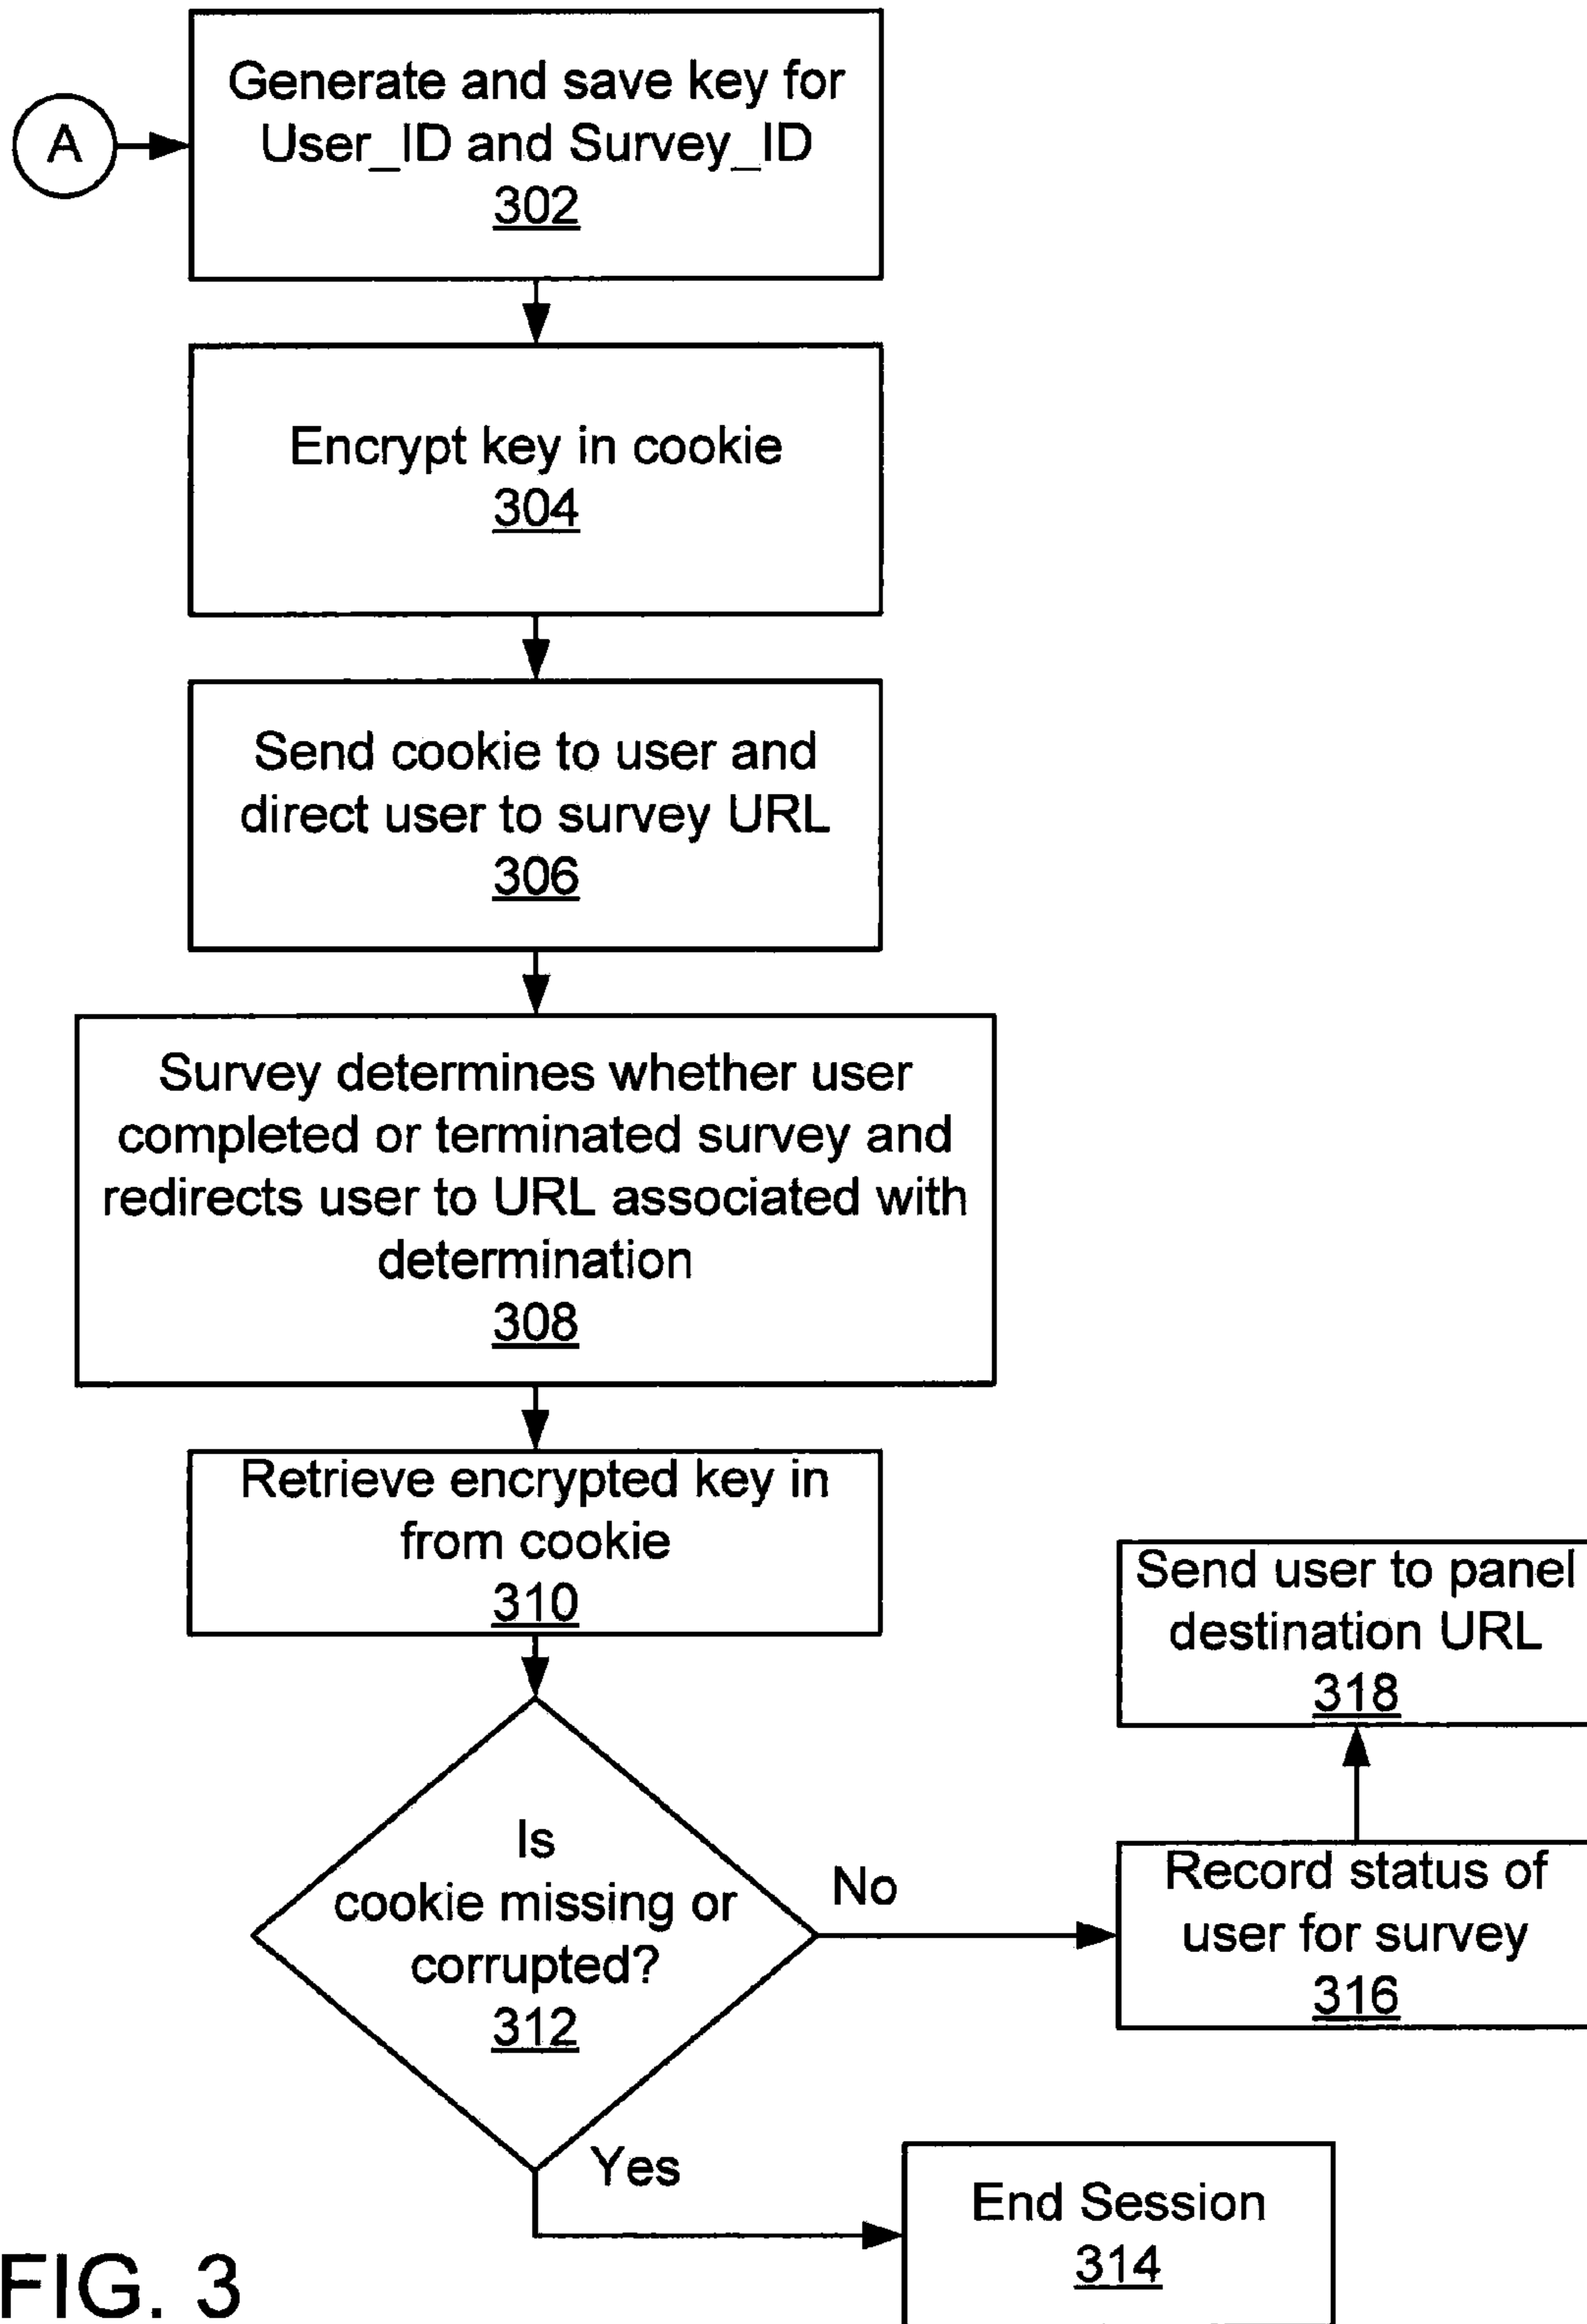 A
Generate and save key for
User_ID and Survey_ID
302
Encrypt key in cookie
304
Send cookie to user and
direct user to survey URL
306
Survey determines whether user
completed or terminated survey and
redirects user to URL associated with
determination
308
Retrieve encrypted key in
from cookie
310
Send user to panel
destination URL
318
Is
cookie missing or
corrupted?
312
No
Record status of
user for survey
316
Yes
End Session
314
FIG. 3